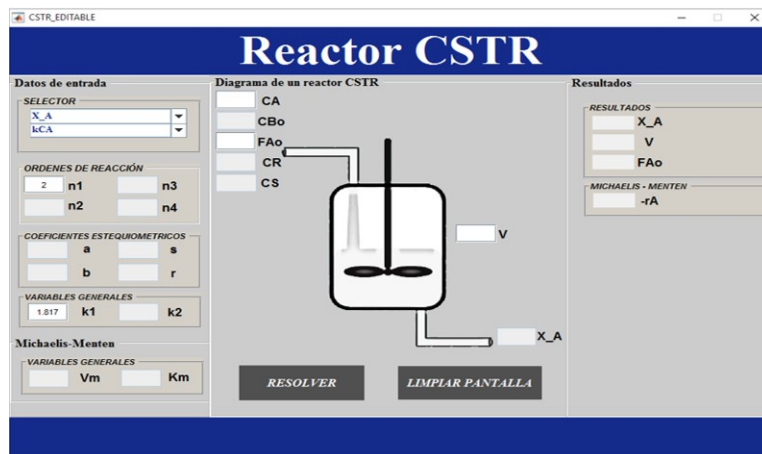 CSTR_EDITABLE
Reactor CSTR
Datos de entrada
SELECTOR
X_A
kCA
ORDENES DE REACCIÓN
2 n1 n3
n2 n4
COEFICIENTES ESTEQUIOMETRICOS
a s
b r
VARIABLES GENERALES
1.817 k1 k2
Michaelis-Menten
VARIABLES GENERALES
Vm Km
Diagrama de un reactor CSTR
CA
CBo
FAo
CR
CS
V
X_A
RESOLVER
LIMPIAR PANTALLA
Resultados
RESULTADOS
X_A
V
FAo
MICHAELIS - MENTEN
-rA